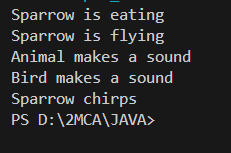 Sparrow is eating
Sparrow is flying
Animal makes a sound
Bird makes a sound
Sparrow chirps
PS D:\2MCA\JAVA>